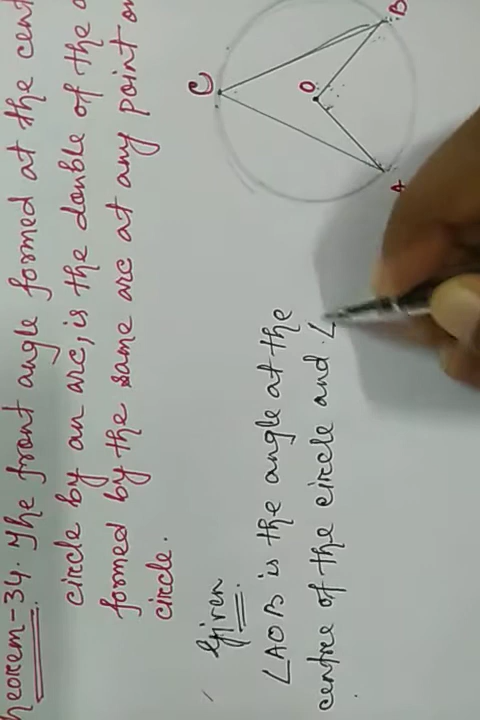 heorem-34. The front angle formed at the cent
circle by an arc, is the double of the a
formed by the same arc at any point on
circle.
Given
∠AOB is the angle at the
centre of the circle and ∠
C
O
B
A